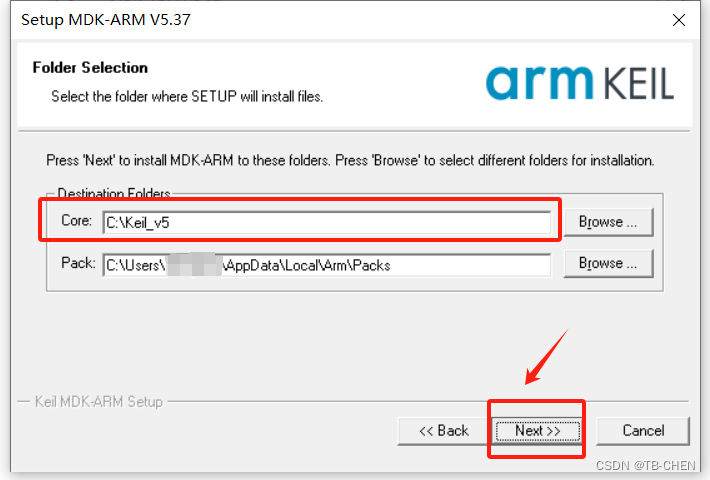 Setup MDK-ARM V5.37
Folder Selection
Select the folder where SETUP will install files.
arm KEIL
Press 'Next' to install MDK-ARM to these folders. Press 'Browse' to select different folders for installation.
Destination Folders
Core: C:\Keil_v5 Browse ...
Pack: C:\Users\ \AppData\Local\Arm\Packs Browse ...
Keil MDK-ARM Setup
<< Back Next >> Cancel
CSDN @TB-CHEN